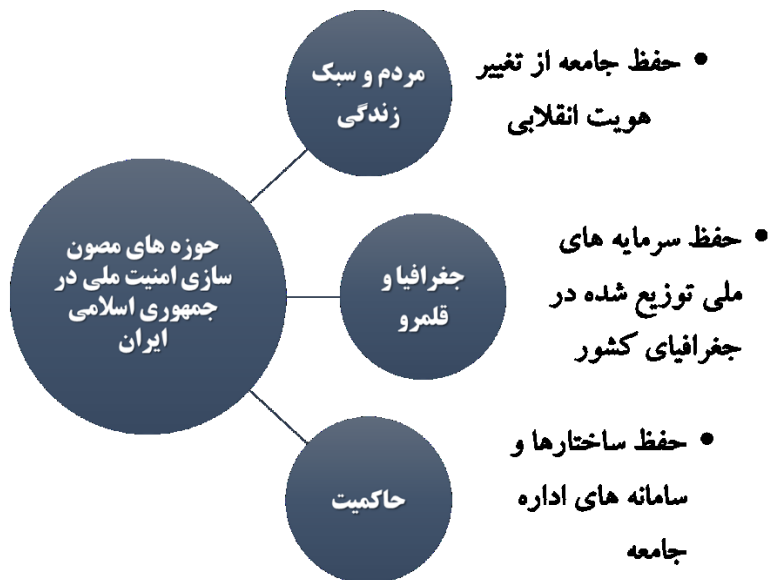 حوزه های مصون
سازی امنیت ملی در
جمهوری اسلامی
ایران
مردم و سبک
زندگی
• حفظ جامعه از تغییر
هویت انقلابی
جغرافیا و
قلمرو
• حفظ سرمایه های
ملی توزیع شده در
جغرافیای کشور
حاکمیت
• حفظ ساختارها و
سامانه های اداره
جامعه